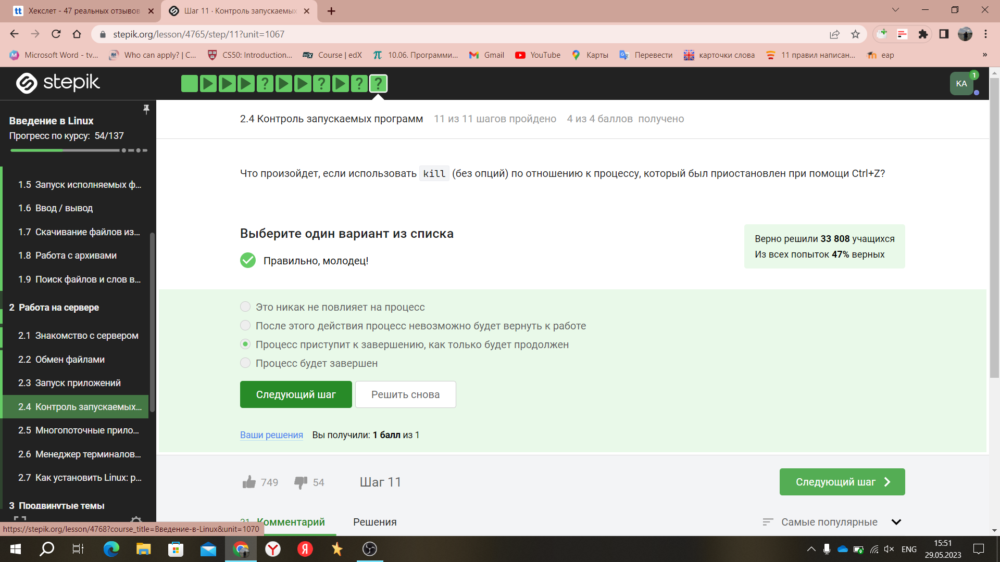 Хекслет - 47 реальных отзывов
Шаг 11 · Контроль запускаемых
stepik.org/lesson/4765/step/11?unit=1067
Microsoft Word - tv...
Who can apply? | C...
CS50: Introduction...
edX
Course | edX
10.06. Программи...
Gmail
YouTube
Карты
Перевести
карточки слова
11 правил написан...
eap
»
stepik
KA
1
Введение в Linux
Прогресс по курсу: 54/137
1.5 Запуск исполняемых ф...
1.6 Ввод / вывод
1.7 Скачивание файлов из...
1.8 Работа с архивами
1.9 Поиск файлов и слов в...
2 Работа на сервере
2.1 Знакомство с сервером
2.2 Обмен файлами
2.3 Запуск приложений
2.4 Контроль запускаемых...
2.5 Многопоточные прило...
2.6 Менеджер терминалов...
2.7 Как установить Linux: р...
3 Продвинутые темы
2.4 Контроль запускаемых программ 11 из 11 шагов пройдено 4 из 4 баллов получено
Что произойдет, если использовать kill (без опций) по отношению к процессу, который был приостановлен при помощи Ctrl+Z?
Выберите один вариант из списка
Правильно, молодец!
Верно решили 33 808 учащихся
Из всех попыток 47% верных
Это никак не повлияет на процесс
После этого действия процесс невозможно будет вернуть к работе
Процесс приступит к завершению, как только будет продолжен
Процесс будет завершен
Следующий шаг
Решить снова
Ваши решения Вы получили: 1 балл из 1
749
54
Шаг 11
Следующий шаг
Комментарий
Решения
Самые популярные
https://stepik.org/lesson/4768?course_title=Введение-в-Linux&unit=1070
ENG
15:51
29.05.2023